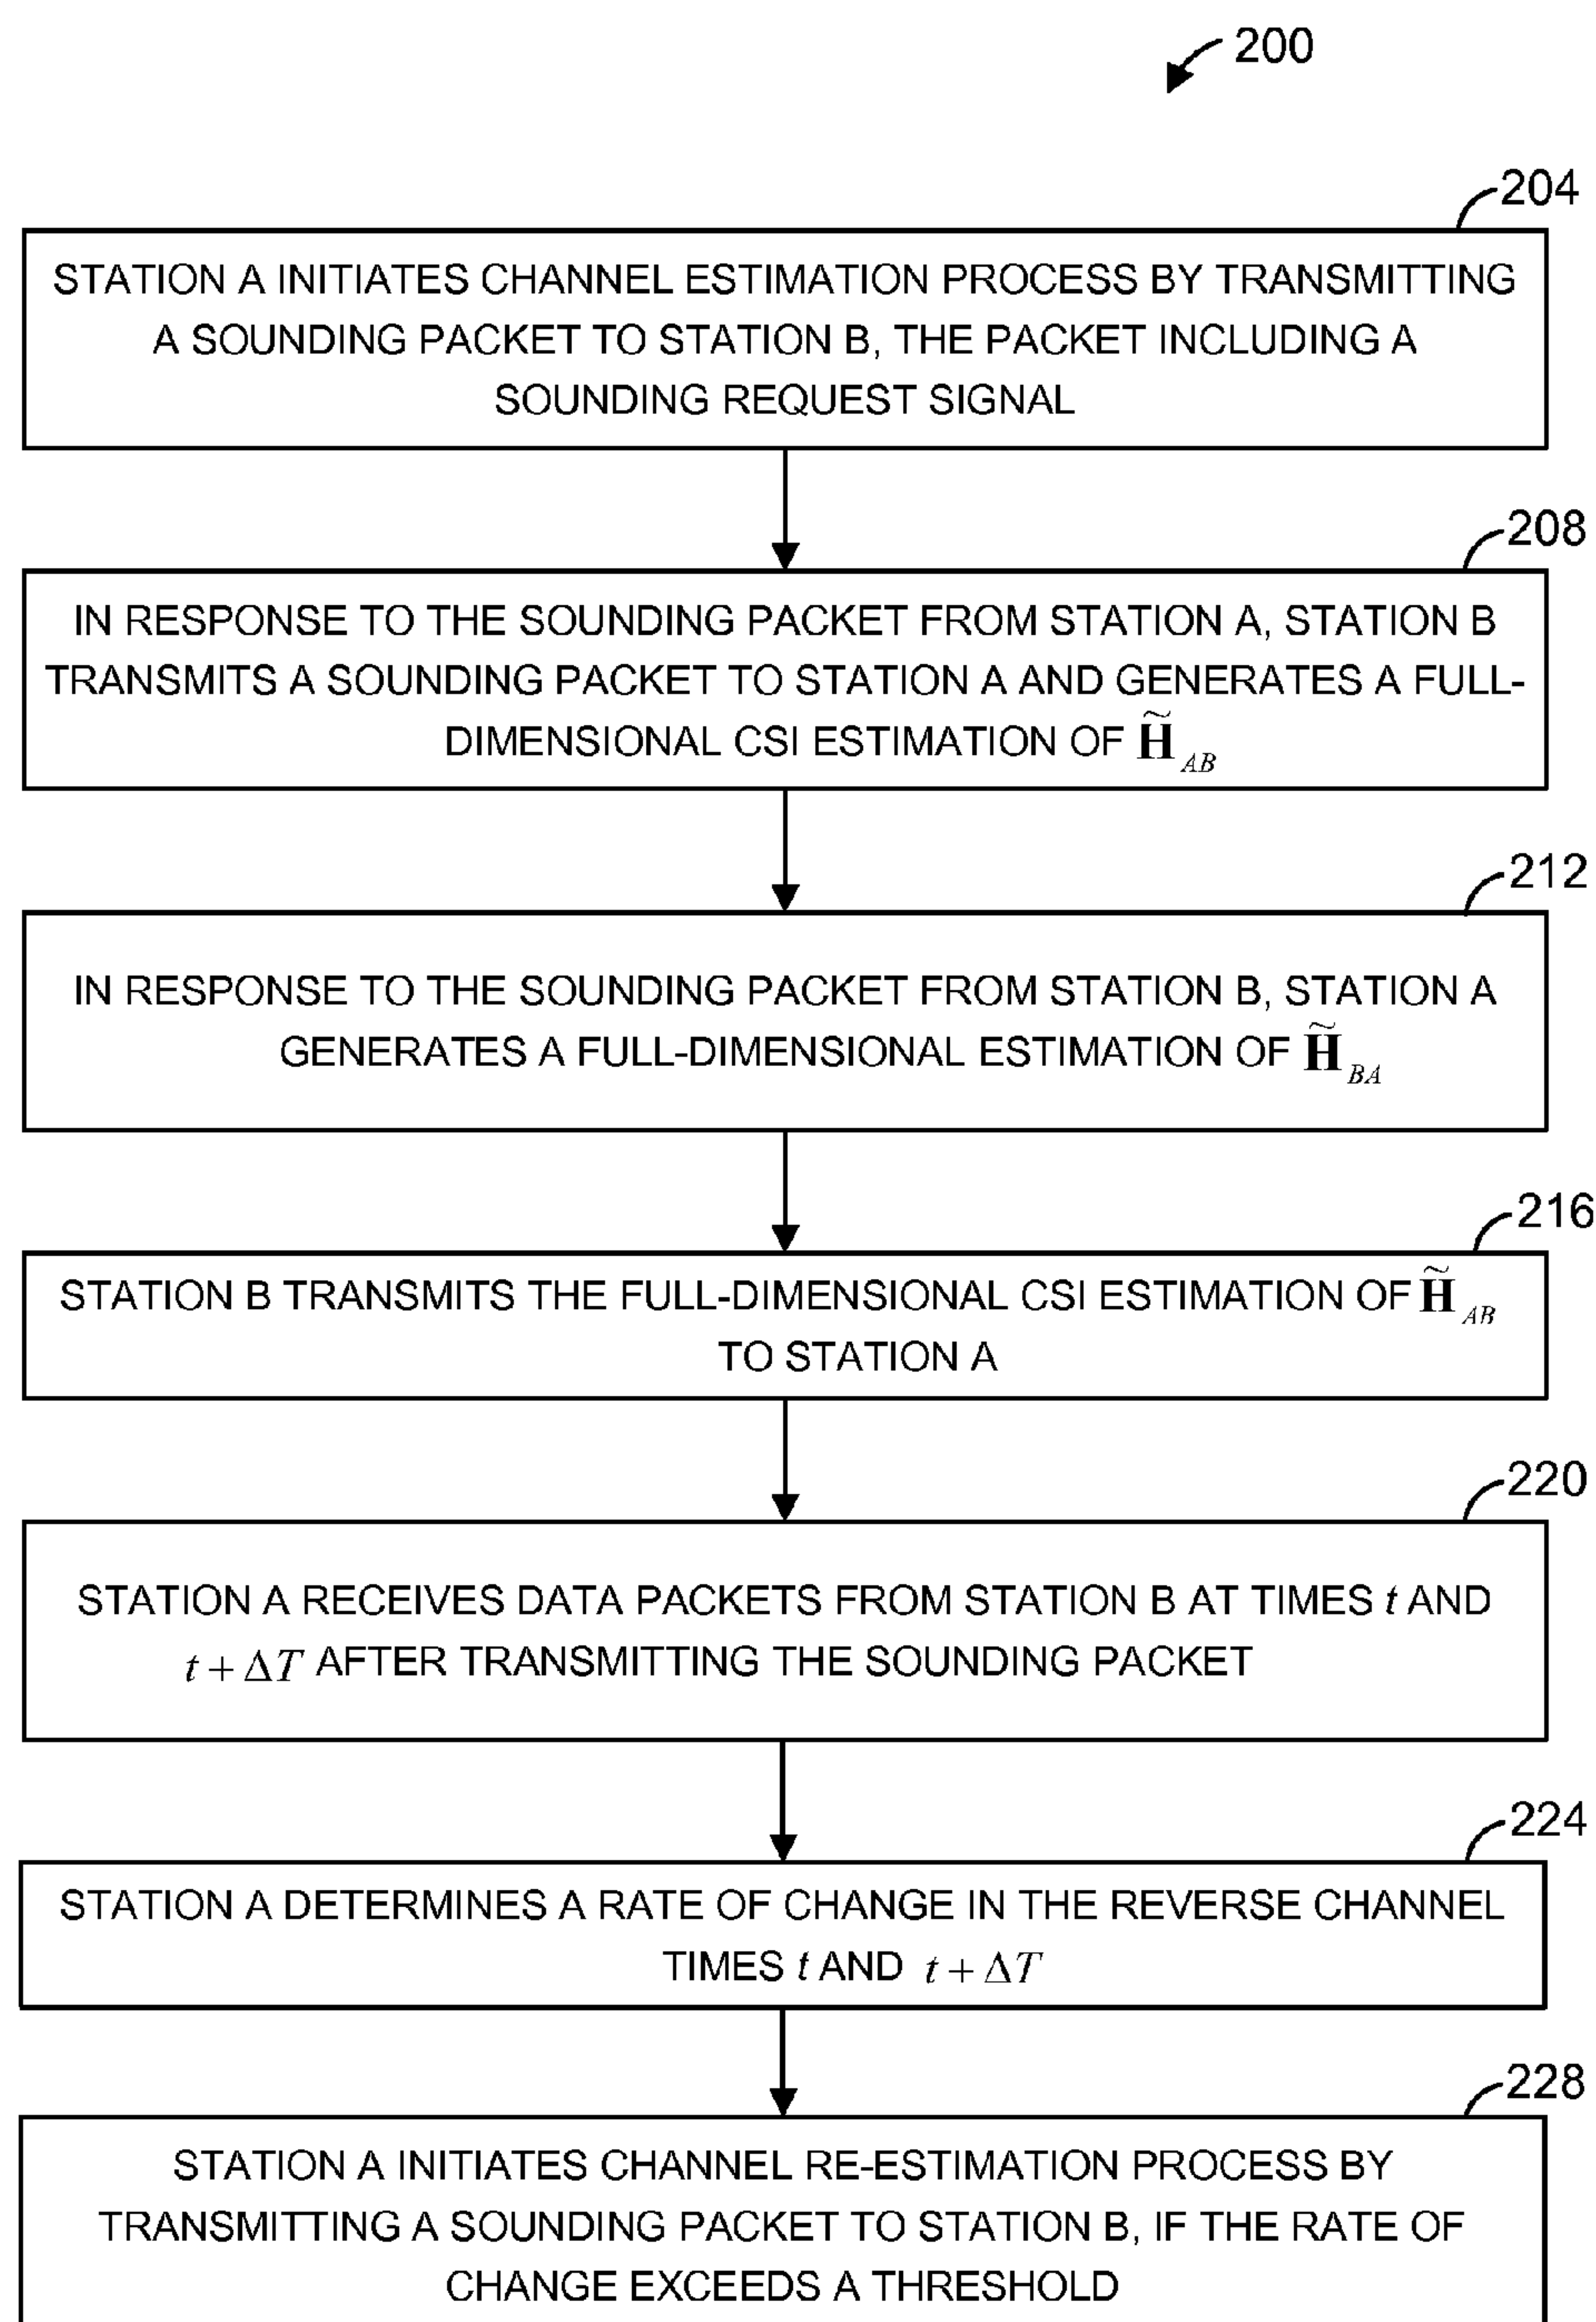 200
204
STATION A INITIATES CHANNEL ESTIMATION PROCESS BY TRANSMITTING
A SOUNDING PACKET TO STATION B, THE PACKET INCLUDING A
SOUNDING REQUEST SIGNAL
208
IN RESPONSE TO THE SOUNDING PACKET FROM STATION A, STATION B
TRANSMITS A SOUNDING PACKET TO STATION A AND GENERATES A FULL-
DIMENSIONAL CSI ESTIMATION OF H̃_AB
212
IN RESPONSE TO THE SOUNDING PACKET FROM STATION B, STATION A
GENERATES A FULL-DIMENSIONAL ESTIMATION OF H̃_BA
216
STATION B TRANSMITS THE FULL-DIMENSIONAL CSI ESTIMATION OF H̃_AB
TO STATION A
220
STATION A RECEIVES DATA PACKETS FROM STATION B AT TIMES t AND
t + ΔT AFTER TRANSMITTING THE SOUNDING PACKET
224
STATION A DETERMINES A RATE OF CHANGE IN THE REVERSE CHANNEL
TIMES t AND t + ΔT
228
STATION A INITIATES CHANNEL RE-ESTIMATION PROCESS BY
TRANSMITTING A SOUNDING PACKET TO STATION B, IF THE RATE OF
CHANGE EXCEEDS A THRESHOLD